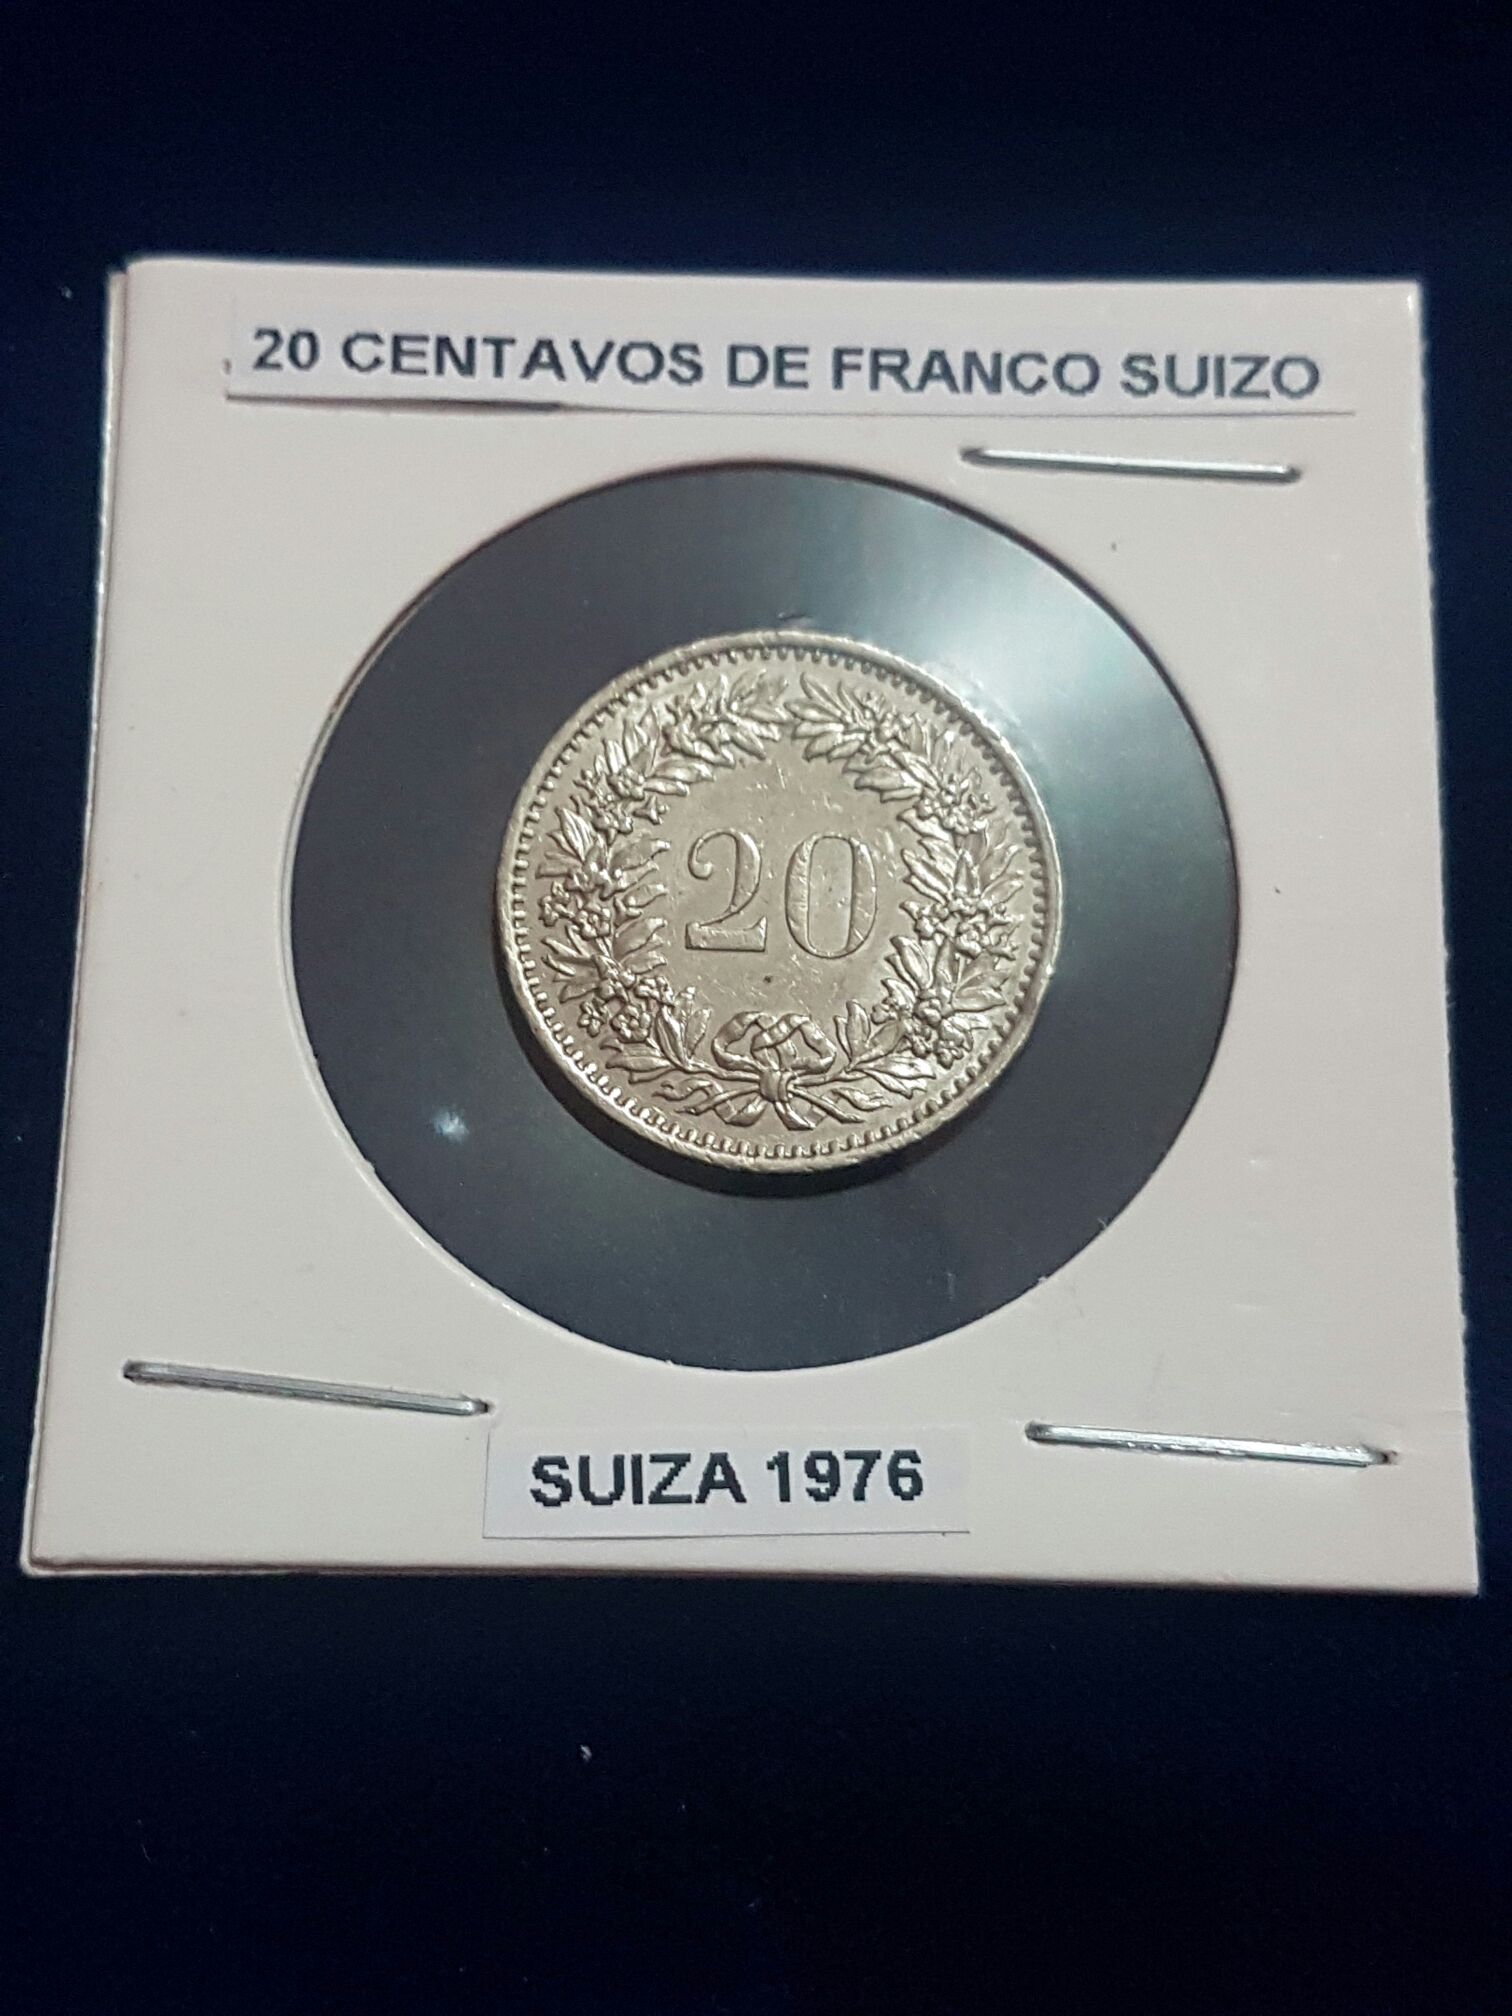 20 CENTAVOS DE FRANCO SUIZO
20
SUIZA 1976